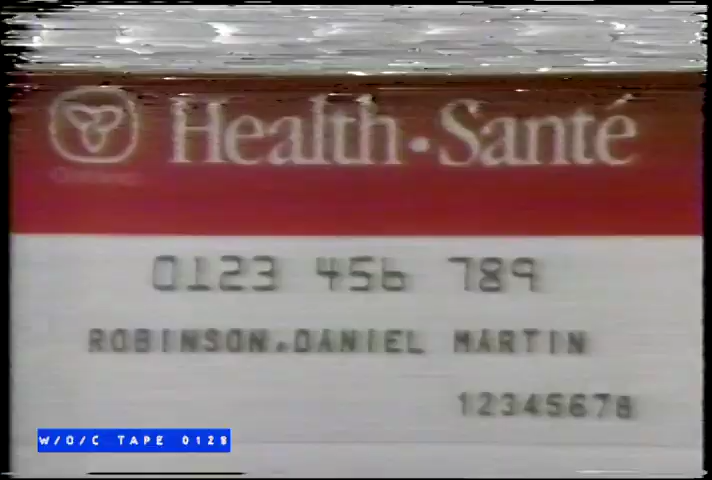 Health•Santé
0123 456 789
ROBINSON,DANIEL MARTIN
12345678
W/O/C TAPE 0128